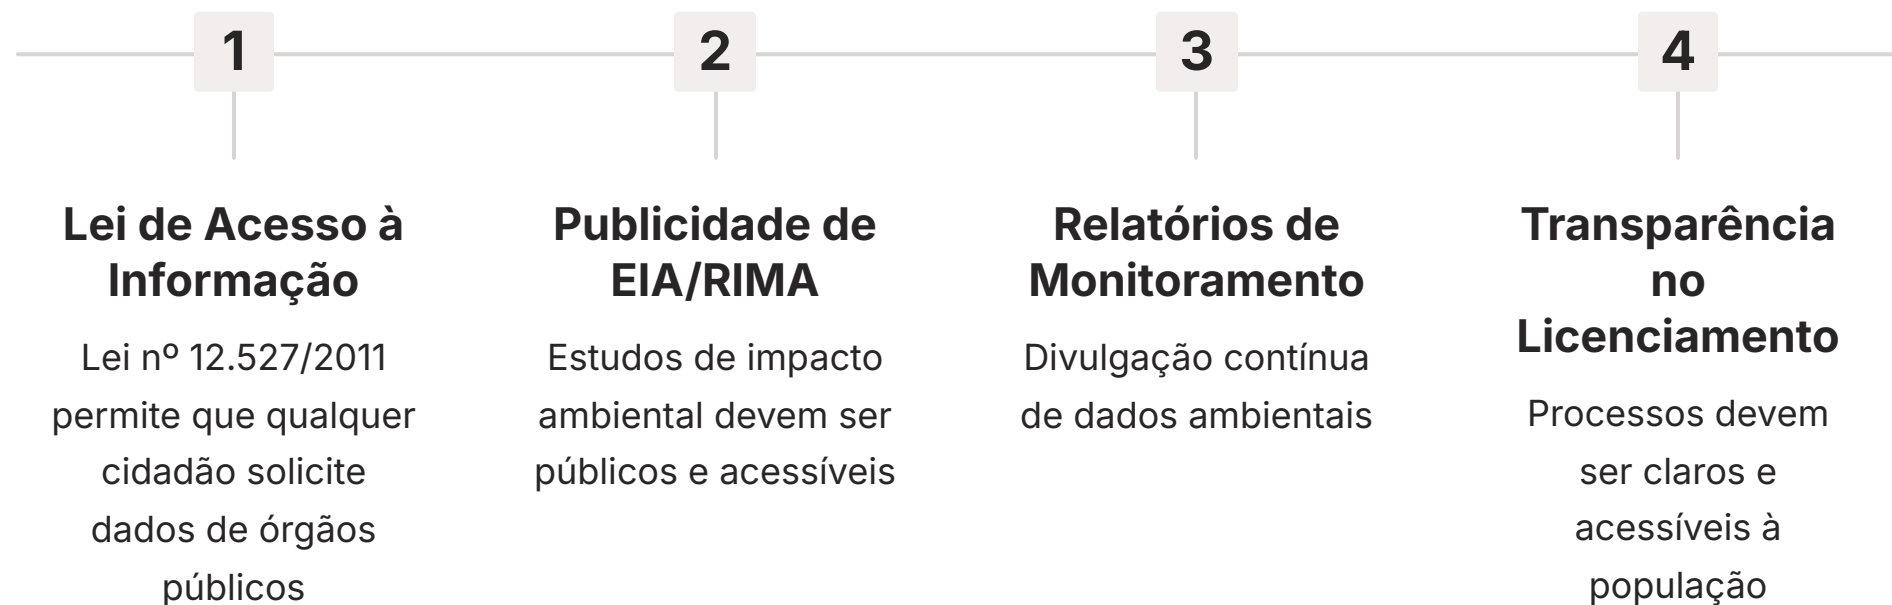 1
Lei de Acesso à
Informação
Lei nº 12.527/2011
permite que qualquer
cidadão solicite
dados de órgãos
públicos
2
Publicidade de
EIA/RIMA
Estudos de impacto
ambiental devem ser
públicos e acessíveis
3
Relatórios de
Monitoramento
Divulgação contínua
de dados ambientais
4
Transparência
no
Licenciamento
Processos devem
ser claros e
acessíveis à
população